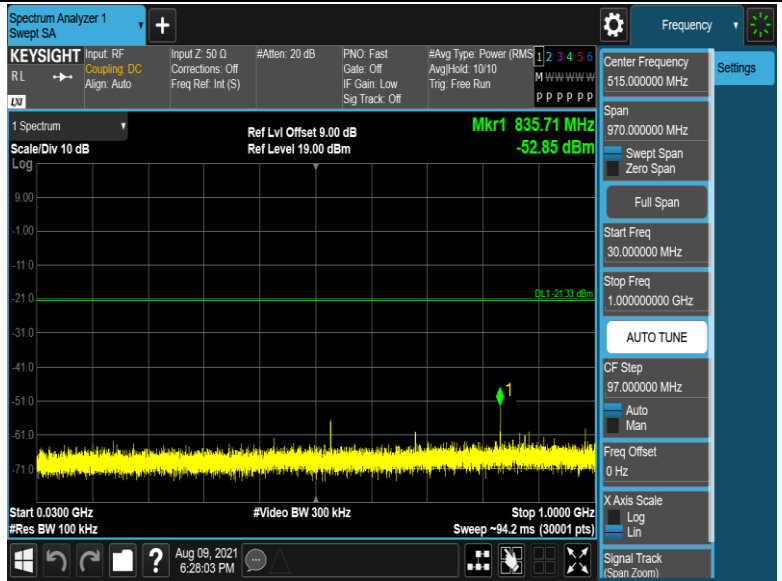 Spectrum Analyzer 1
Swept SA
Frequency
KEYSIGHT
RL
LXI
Input: RF
Coupling: DC
Align: Auto
Input Z: 50 Ω
Corrections: Off
Freq Ref: Int (S)
#Atten: 20 dB
PNO: Fast
Gate: Off
IF Gain: Low
Sig Track: Off
#Avg Type: Power (RMS
Avg|Hold: 10/10
Trig: Free Run
1 2 3 4 5 6
M W W W W W
P P P P P P
1 Spectrum
Scale/Div 10 dB
Log
Ref Lvl Offset 9.00 dB
Ref Level 19.00 dBm
Mkr1 835.71 MHz
-52.85 dBm
9.00
-1.00
-11.0
-21.0
DL1 -21.33 dBm
-31.0
-41.0
-51.0
1
-61.0
-71.0
Start 0.0300 GHz
#Res BW 100 kHz
#Video BW 300 kHz
Stop 1.0000 GHz
Sweep ~94.2 ms (30001 pts)
Aug 09, 2021
6:28:03 PM
Center Frequency
515.000000 MHz
Span
970.000000 MHz
Swept Span
Zero Span
Full Span
Start Freq
30.000000 MHz
Stop Freq
1.000000000 GHz
AUTO TUNE
CF Step
97.000000 MHz
Auto
Man
Freq Offset
0 Hz
X Axis Scale
Log
Lin
Signal Track
(Span Zoom)
Settings